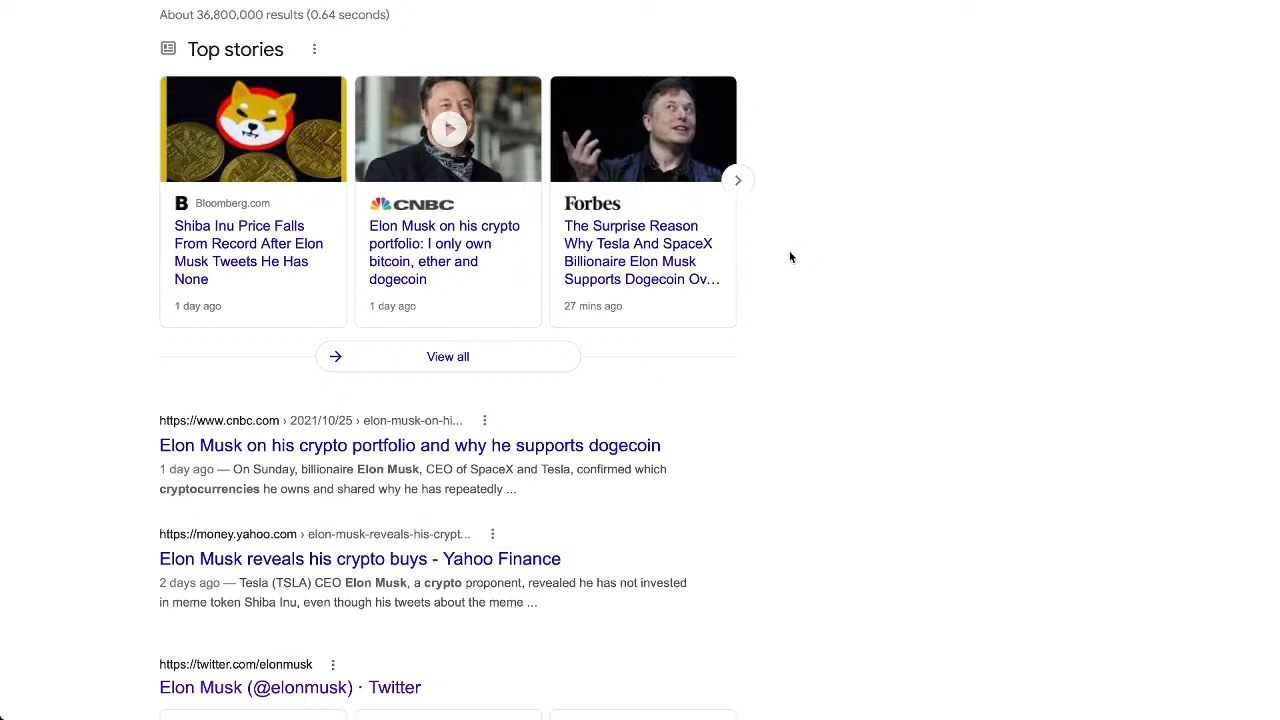 About 36,800,000 results (0.64 seconds)
Top stories
B Bloomberg.com
Shiba Inu Price Falls
From Record After Elon
Musk Tweets He Has
None
1 day ago
CNBC
Elon Musk on his crypto
portfolio: I only own
bitcoin, ether and
dogecoin
1 day ago
Forbes
The Surprise Reason
Why Tesla And SpaceX
Billionaire Elon Musk
Supports Dogecoin Ov...
27 mins ago
View all
https://www.cnbc.com › 2021/10/25 › elon-musk-on-hi...
Elon Musk on his crypto portfolio and why he supports dogecoin
1 day ago — On Sunday, billionaire Elon Musk, CEO of SpaceX and Tesla, confirmed which
cryptocurrencies he owns and shared why he has repeatedly ...
https://money.yahoo.com › elon-musk-reveals-his-crypt...
Elon Musk reveals his crypto buys - Yahoo Finance
2 days ago — Tesla (TSLA) CEO Elon Musk, a crypto proponent, revealed he has not invested
in meme token Shiba Inu, even though his tweets about the meme ...
https://twitter.com/elonmusk
Elon Musk (@elonmusk) · Twitter